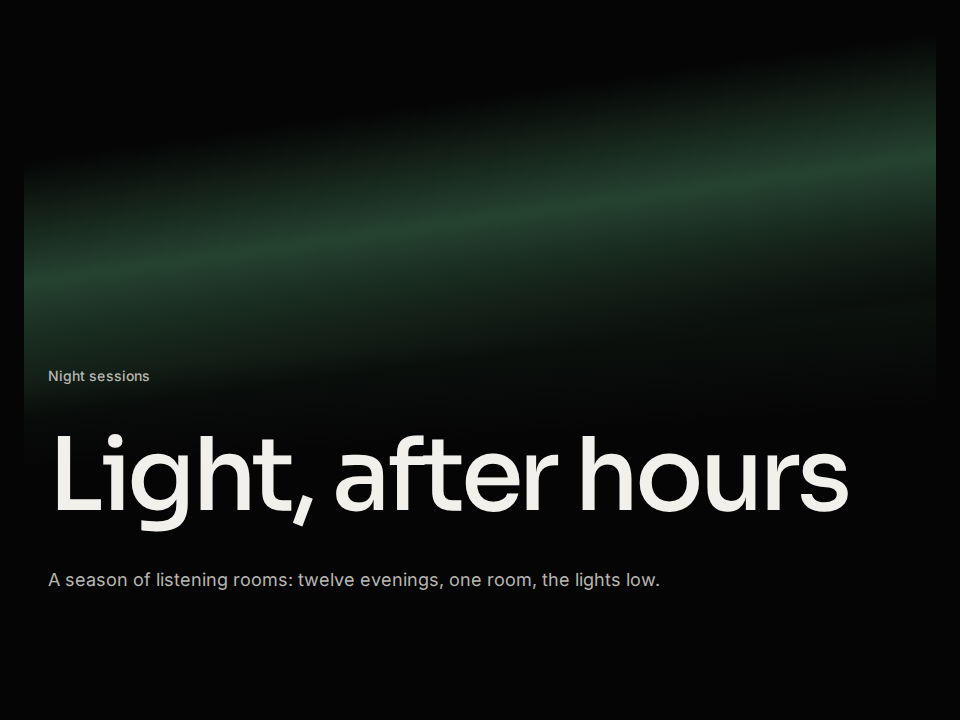 Night sessions
Light, after hours
A season of listening rooms: twelve evenings, one room, the lights low.